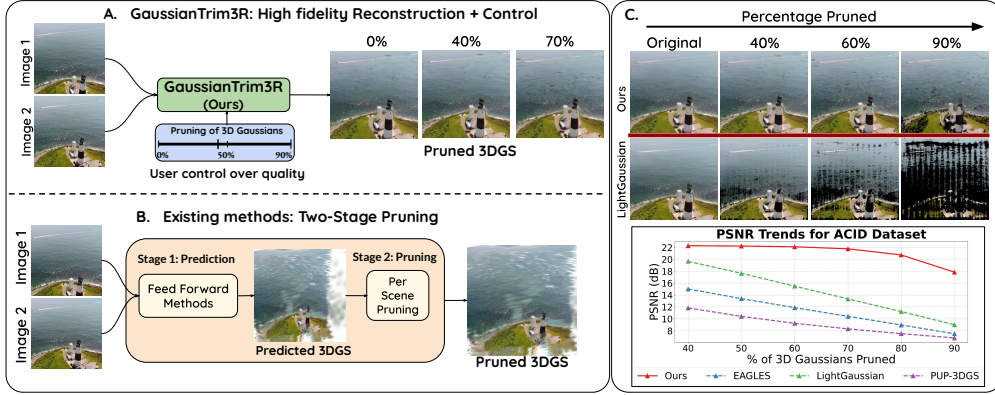 A. GaussianTrim3R: High fidelity Reconstruction + Control
Image 1
Image 2
GaussianTrim3R
(Ours)
Pruning of 3D Gaussians
0% 50% 90%
User control over quality
0% 40% 70%
Pruned 3DGS
B. Existing methods: Two-Stage Pruning
Image 1
Image 2
Stage 1: Prediction
Feed Forward
Methods
Predicted 3DGS
Stage 2: Pruning
Per
Scene
Pruning
Pruned 3DGS
C.
Percentage Pruned
Original 40% 60% 90%
Ours
LightGaussian
PSNR Trends for ACID Dataset
PSNR (dB)
22
20
18
16
14
12
10
8
40 50 60 70 80 90
% of 3D Gaussians Pruned
Ours EAGLES LightGaussian PUP-3DGS